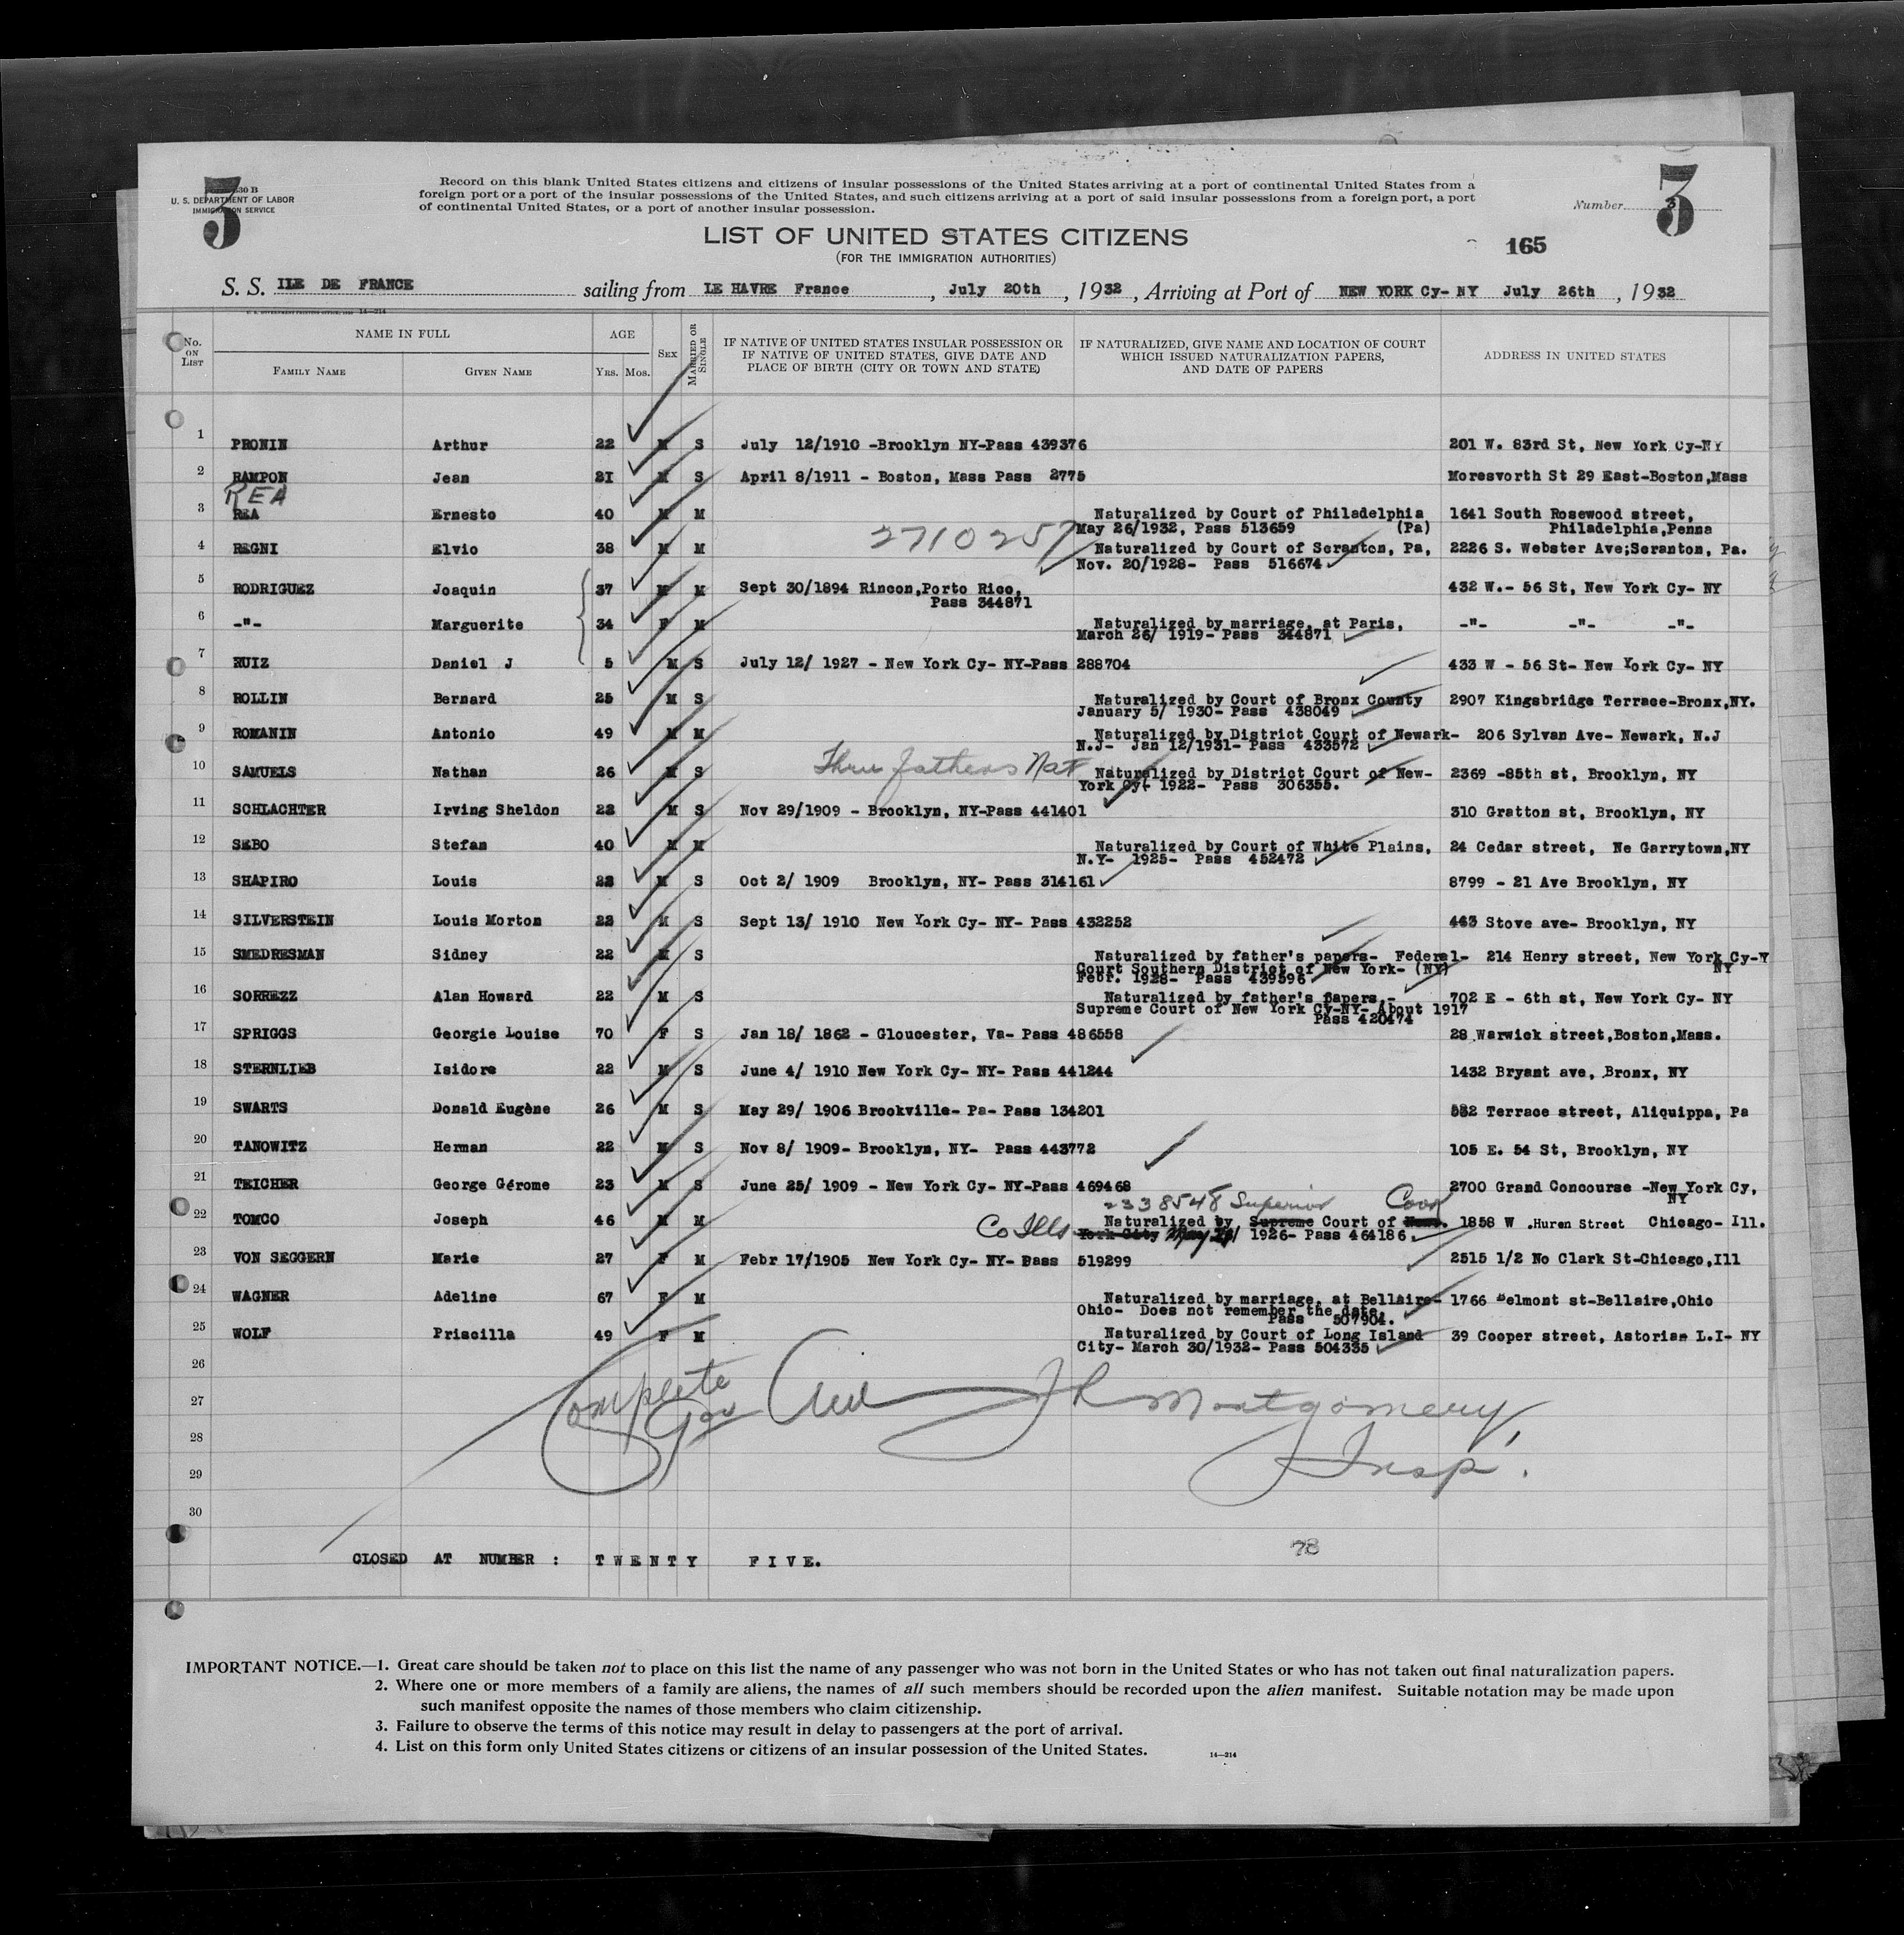 3
3
U. S. DEPARTMENT OF LABOR
IMMIGRATION SERVICE
Record on this blank United States citizens and citizens of insular possessions of the United States arriving at a port of continental United States from a
foreign port or a port of the insular possessions of the United States, and such citizens arriving at a port of said insular possessions from a foreign port, a port
of continental United States, or a port of another insular possession.
Number 3
LIST OF UNITED STATES CITIZENS
(FOR THE IMMIGRATION AUTHORITIES)
165
S. S. ILE DE FRANCE sailing from LE HAVRE France, July 20th, 1932, Arriving at Port of NEW YORK Cy- NY July 26th, 1932
No. ON LIST
NAME IN FULL
FAMILY NAME GIVEN NAME
AGE
YRS. MOS.
SEX
MARRIED OR SINGLE
IF NATIVE OF UNITED STATES INSULAR POSSESSION OR
IF NATIVE OF UNITED STATES, GIVE DATE AND
PLACE OF BIRTH (CITY OR TOWN AND STATE)
IF NATURALIZED, GIVE NAME AND LOCATION OF COURT
WHICH ISSUED NATURALIZATION PAPERS,
AND DATE OF PAPERS
ADDRESS IN UNITED STATES
1 PRONIN Arthur 22 M S July 12/1910 -Brooklyn NY-Pass 439376 201 W. 83rd St, New York Cy-NY
2 RAMPON Jean 21 M S April 8/1911 - Boston, Mass Pass 2775 Moresvorth St 29 East-Boston,Mass
REA
3 REA Ernesto 40 M M Naturalized by Court of Philadelphia 1641 South Rosewood street,
2710257 May 26/1932, Pass 513659 (Pa) Philadelphia,Penna
4 REGNI Elvio 38 M M Naturalized by Court of Scranton, Pa, 2226 S. Webster Ave;Scranton, Pa.
Nov. 20/1928- Pass 516674
5 RODRIGUEZ Joaquin 37 M M Sept 30/1894 Rincon,Porto Rico, 432 W.- 56 St, New York Cy- NY
Pass 344871
6 -"- Marguerite 34 F M Naturalized by marriage, at Paris, -"- -"- -"-
March 26/ 1919- Pass 344871
7 RUIZ Daniel J 5 M S July 12/ 1927 - New York Cy- NY-Pass 288704 433 W - 56 St- New York Cy- NY
8 ROLLIN Bernard 25 M S Naturalized by Court of Bronx County 2907 Kingsbridge Terrace-Bronx,NY.
January 5/ 1930- Pass 438049
9 ROMANIN Antonio 49 M M Naturalized by District Court of Newark- 206 Sylvan Ave- Newark, N.J
N.J- Jan 12/1931- Pass 433572
10 SAMUELS Nathan 26 M S Thru fathers Nat Naturalized by District Court of New- 2369 -85th st, Brooklyn, NY
York Cy- 1922- Pass 306355.
11 SCHLACHTER Irving Sheldon 22 M S Nov 29/1909 - Brooklyn, NY-Pass 441401 310 Gratton st, Brooklyn, NY
12 SEBO Stefan 40 M M Naturalized by Court of White Plains, 24 Cedar street, Ne Garrytown,NY
N.Y- 1925- Pass 452472
13 SHAPIRO Louis 22 M S Oct 2/ 1909 Brooklyn, NY- Pass 314161 8799 - 21 Ave Brooklyn, NY
14 SILVERSTEIN Louis Morton 22 M S Sept 13/ 1910 New York Cy- NY- Pass 432252 443 Stove ave- Brooklyn, NY
15 SMEDRESMAN Sidney 22 M S Naturalized by father's papers- Federal- 214 Henry street, New York Cy-Y
Court Southern District of New York- (NY) NY
Febr. 1928- Pass 439596
16 SORREZZ Alan Howard 22 M S Naturalized by father's papers,- 702 E - 6th st, New York Cy- NY
Supreme Court of New York Cy-NY- About 1917
Pass 420474
17 SPRIGGS Georgie Louise 70 F S Jan 18/ 1862 - Gloucester, Va- Pass 486558 28 Warwick street,Boston,Mass.
18 STERNLIEB Isidore 22 M S June 4/ 1910 New York Cy- NY- Pass 441244 1432 Bryant ave, Bronx, NY
19 SWARTS Donald Eugène 26 M S May 29/ 1906 Brookville- Pa- Pass 134201 532 Terrace street, Aliquippa, Pa
20 TANOWITZ Herman 22 M S Nov 8/ 1909- Brooklyn, NY- Pass 443772 105 E. 54 St, Brooklyn, NY
21 TEICHER George Gérome 23 M S June 25/ 1909 - New York Cy- NY-Pass 469468 2700 Grand Concourse -New York Cy,
2338548 Superior Cook NY
22 TOMCO Joseph 46 M M Naturalized by Supreme Court of New. 1858 W .Huren Street Chicago- Ill.
Co Ills York City May / 1926- Pass 464186.
23 VON SEGGERN Marie 27 F M Febr 17/1905 New York Cy- NY- Pass 519299 2515 1/2 No Clark St-Chicago,Ill
24 WAGNER Adeline 67 F M Naturalized by marriage, at Bellaire- 1766 Belmont st-Bellaire,Ohio
Ohio- Does not remember the date.
Pass 507904.
25 WOLF Priscilla 49 F M Naturalized by Court of Long Island 39 Cooper street, Astoria- L.I- NY
City- March 30/1932- Pass 504335
26
27
28
29
30
Complete
J R Montgomery
Insp.
78
CLOSED AT NUMBER : TWENTY FIVE.
IMPORTANT NOTICE.—1. Great care should be taken not to place on this list the name of any passenger who was not born in the United States or who has not taken out final naturalization papers.
2. Where one or more members of a family are aliens, the names of all such members should be recorded upon the alien manifest. Suitable notation may be made upon
such manifest opposite the names of those members who claim citizenship.
3. Failure to observe the terms of this notice may result in delay to passengers at the port of arrival.
4. List on this form only United States citizens or citizens of an insular possession of the United States.
14—214